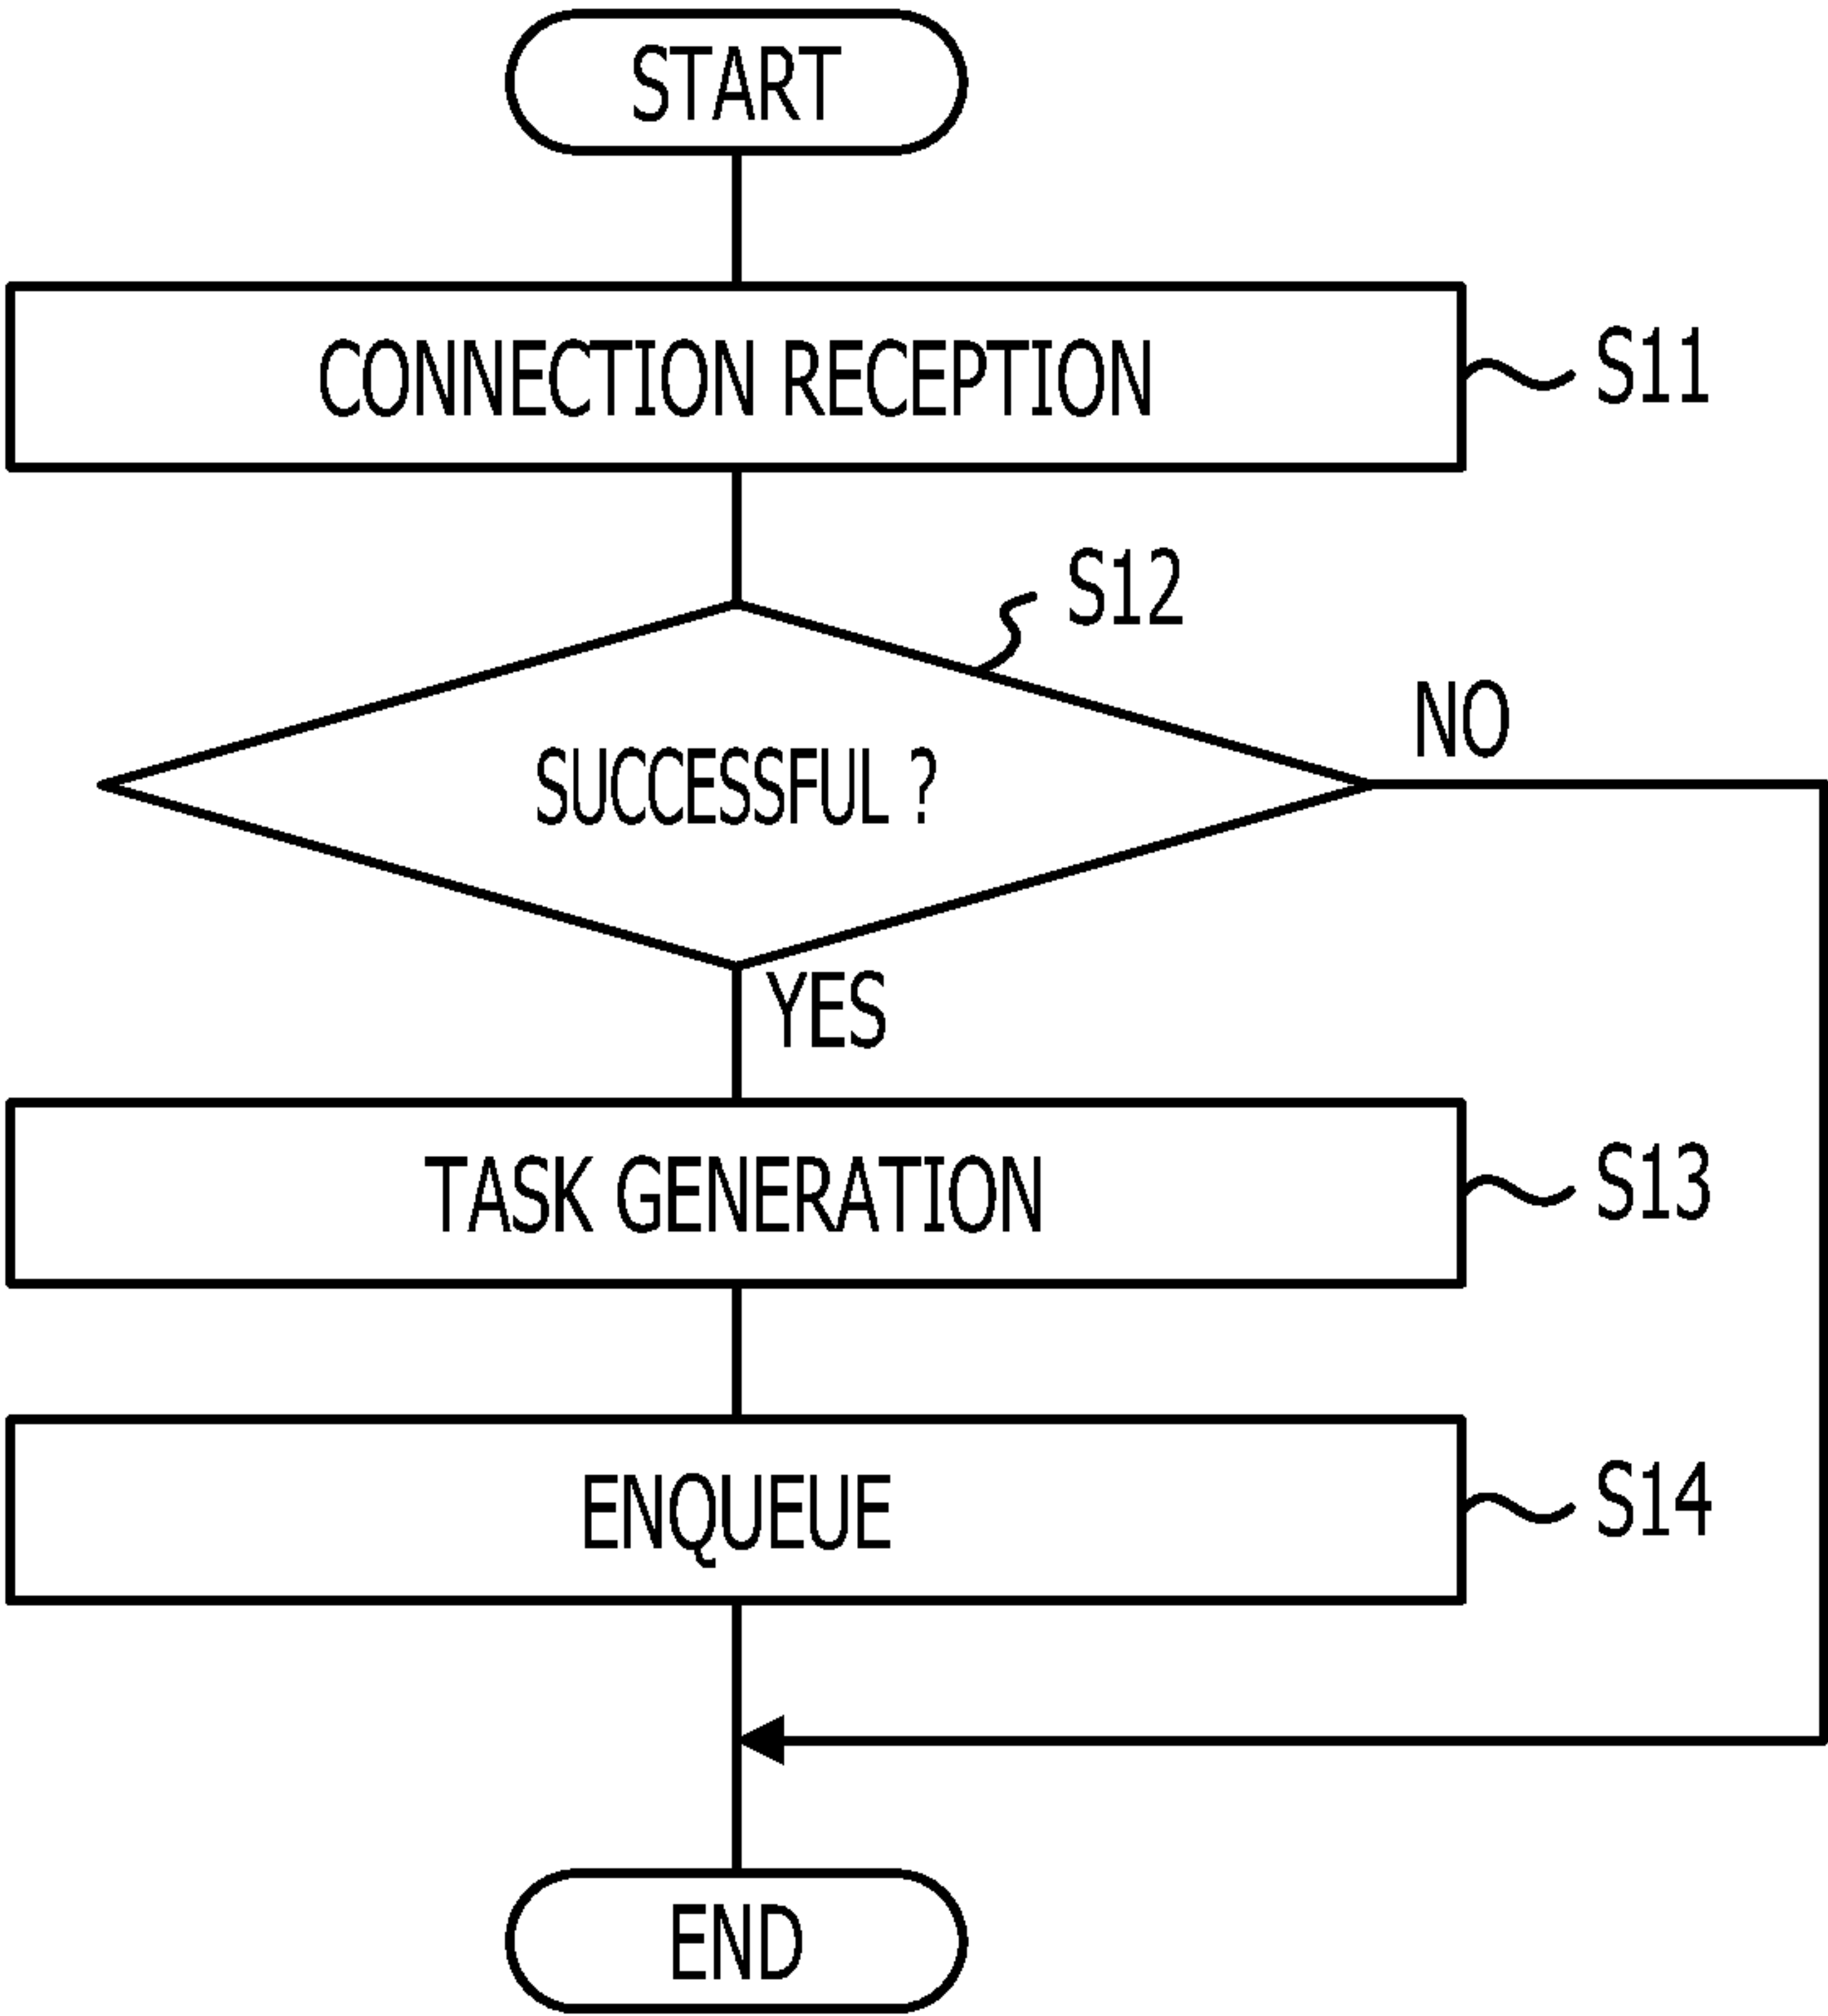 START
CONNECTION RECEPTION
S11
S12
SUCCESSFUL ?
NO
YES
TASK GENERATION
S13
ENQUEUE
S14
END